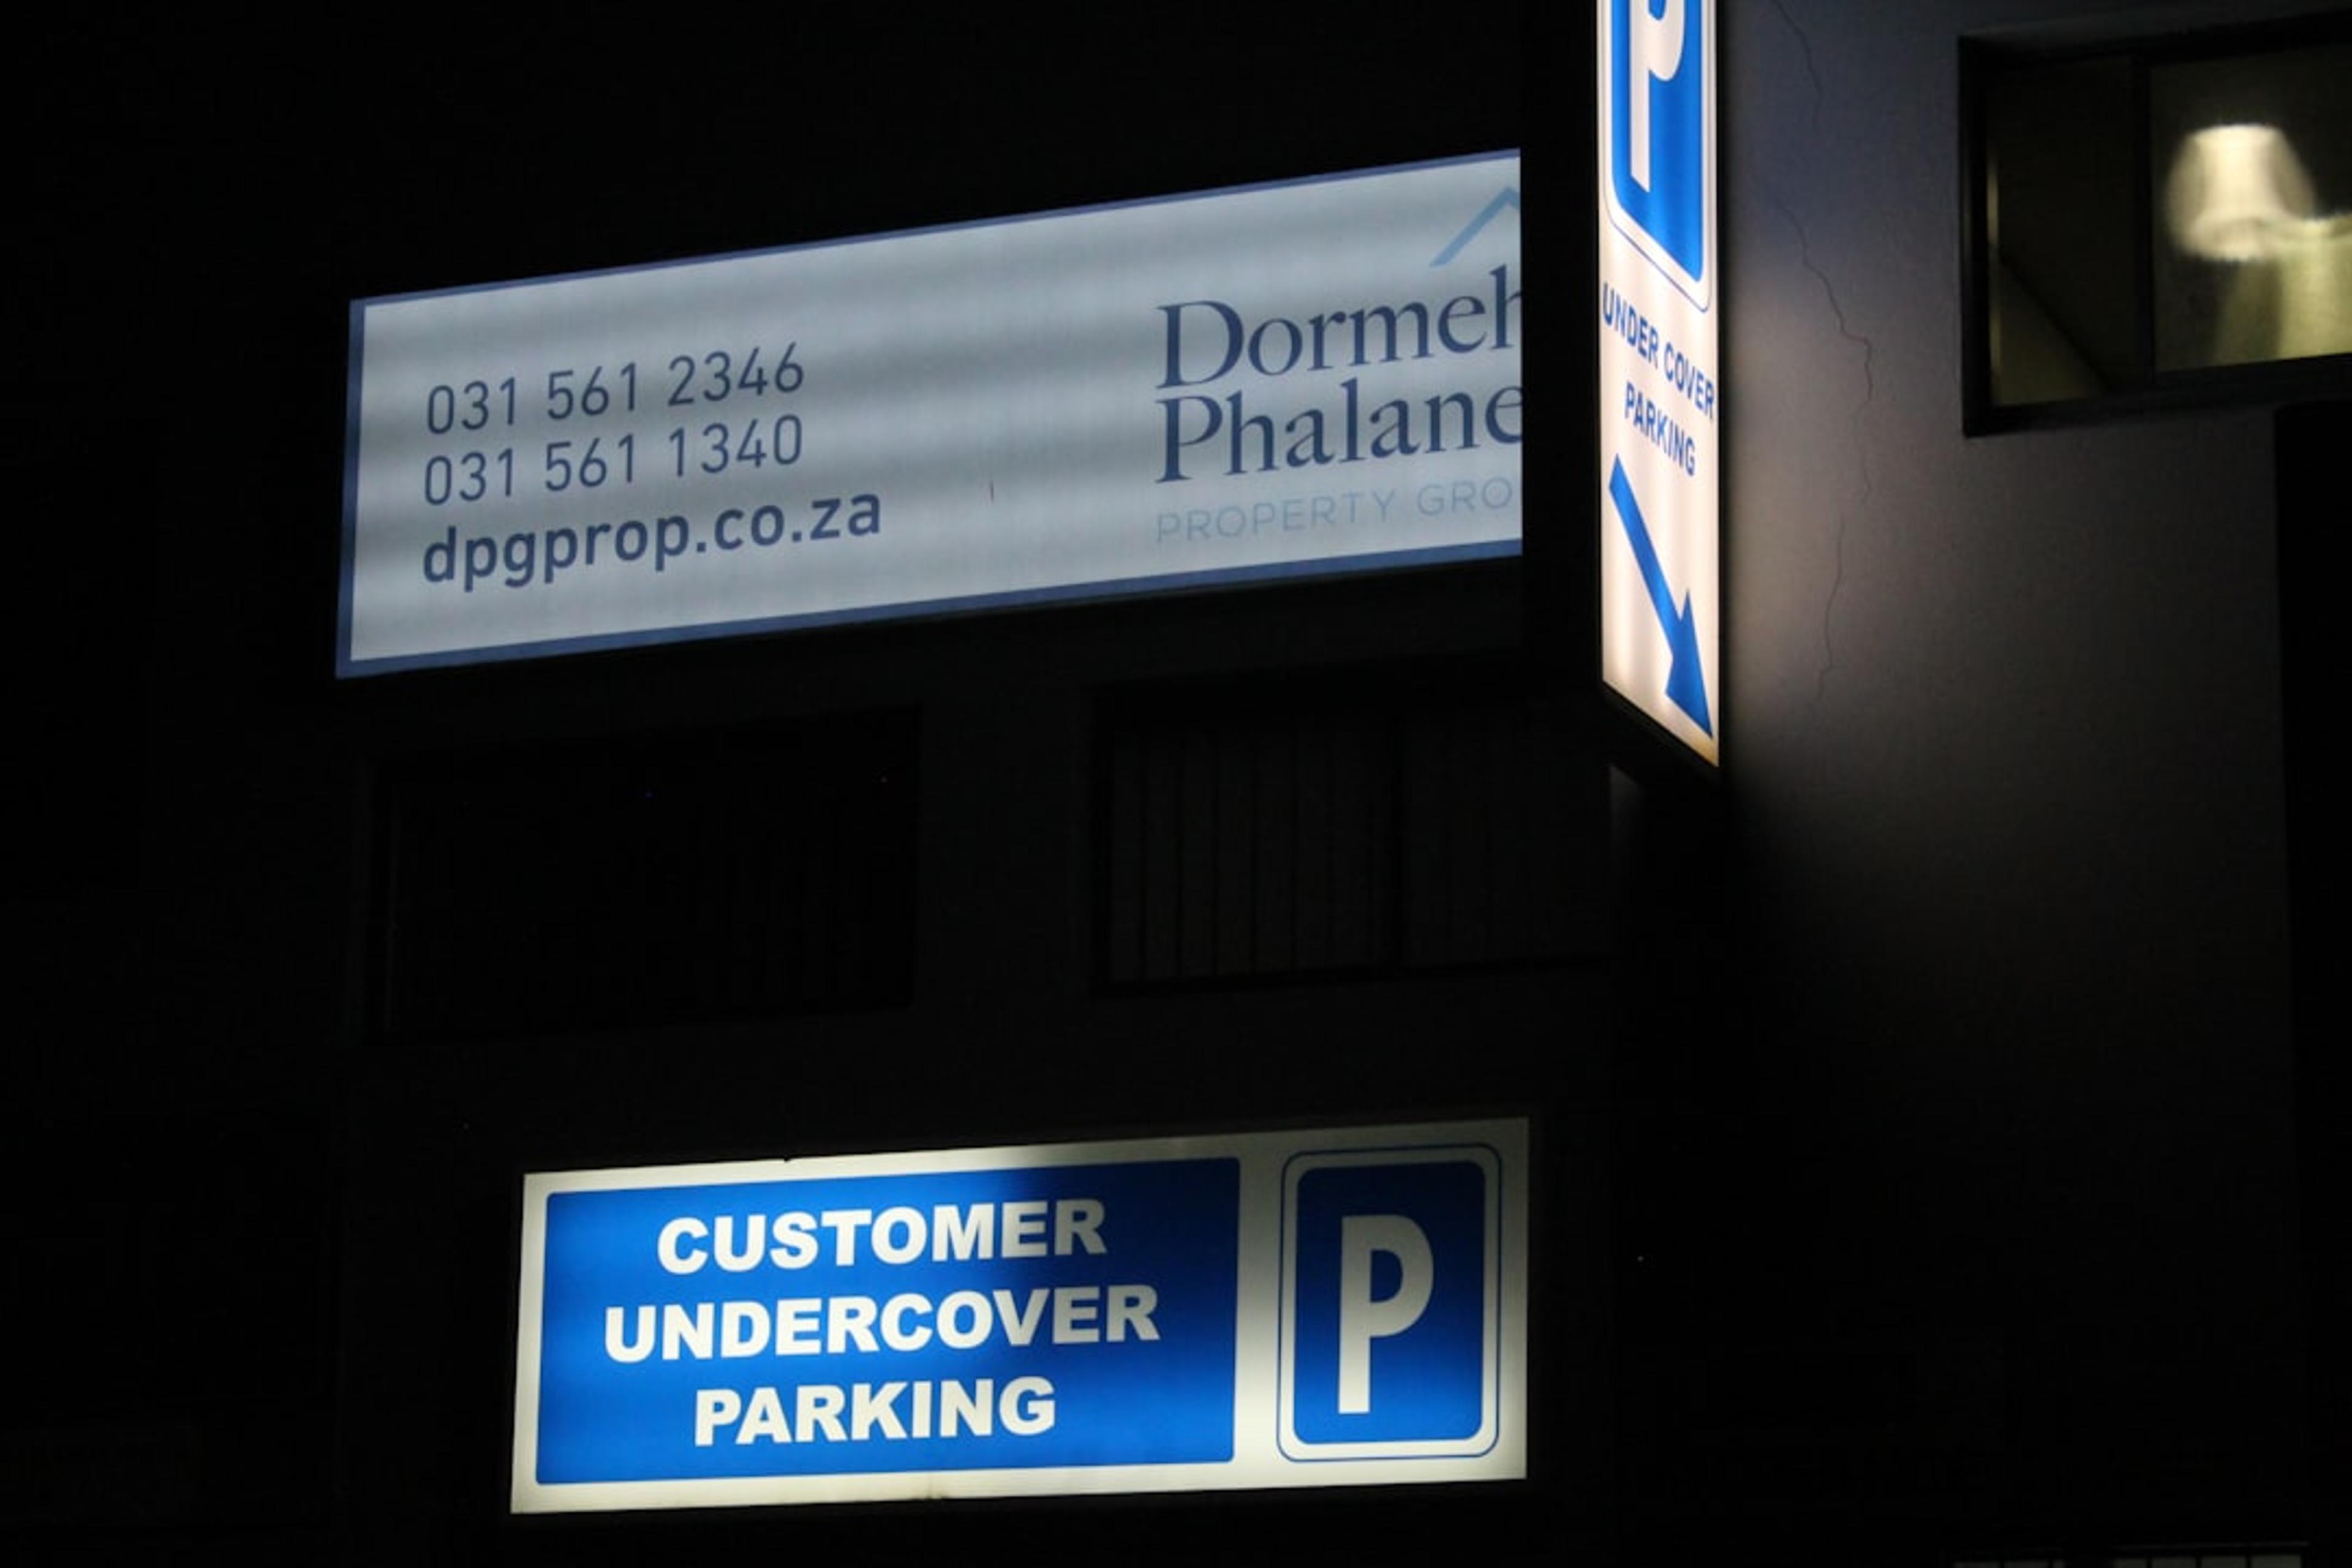 031 561 2346
031 561 1340
dpgprop.co.za
Dormeh
Phalane
PROPERTY GRO
P
UNDER COVER
PARKING
CUSTOMER
UNDERCOVER
PARKING
P